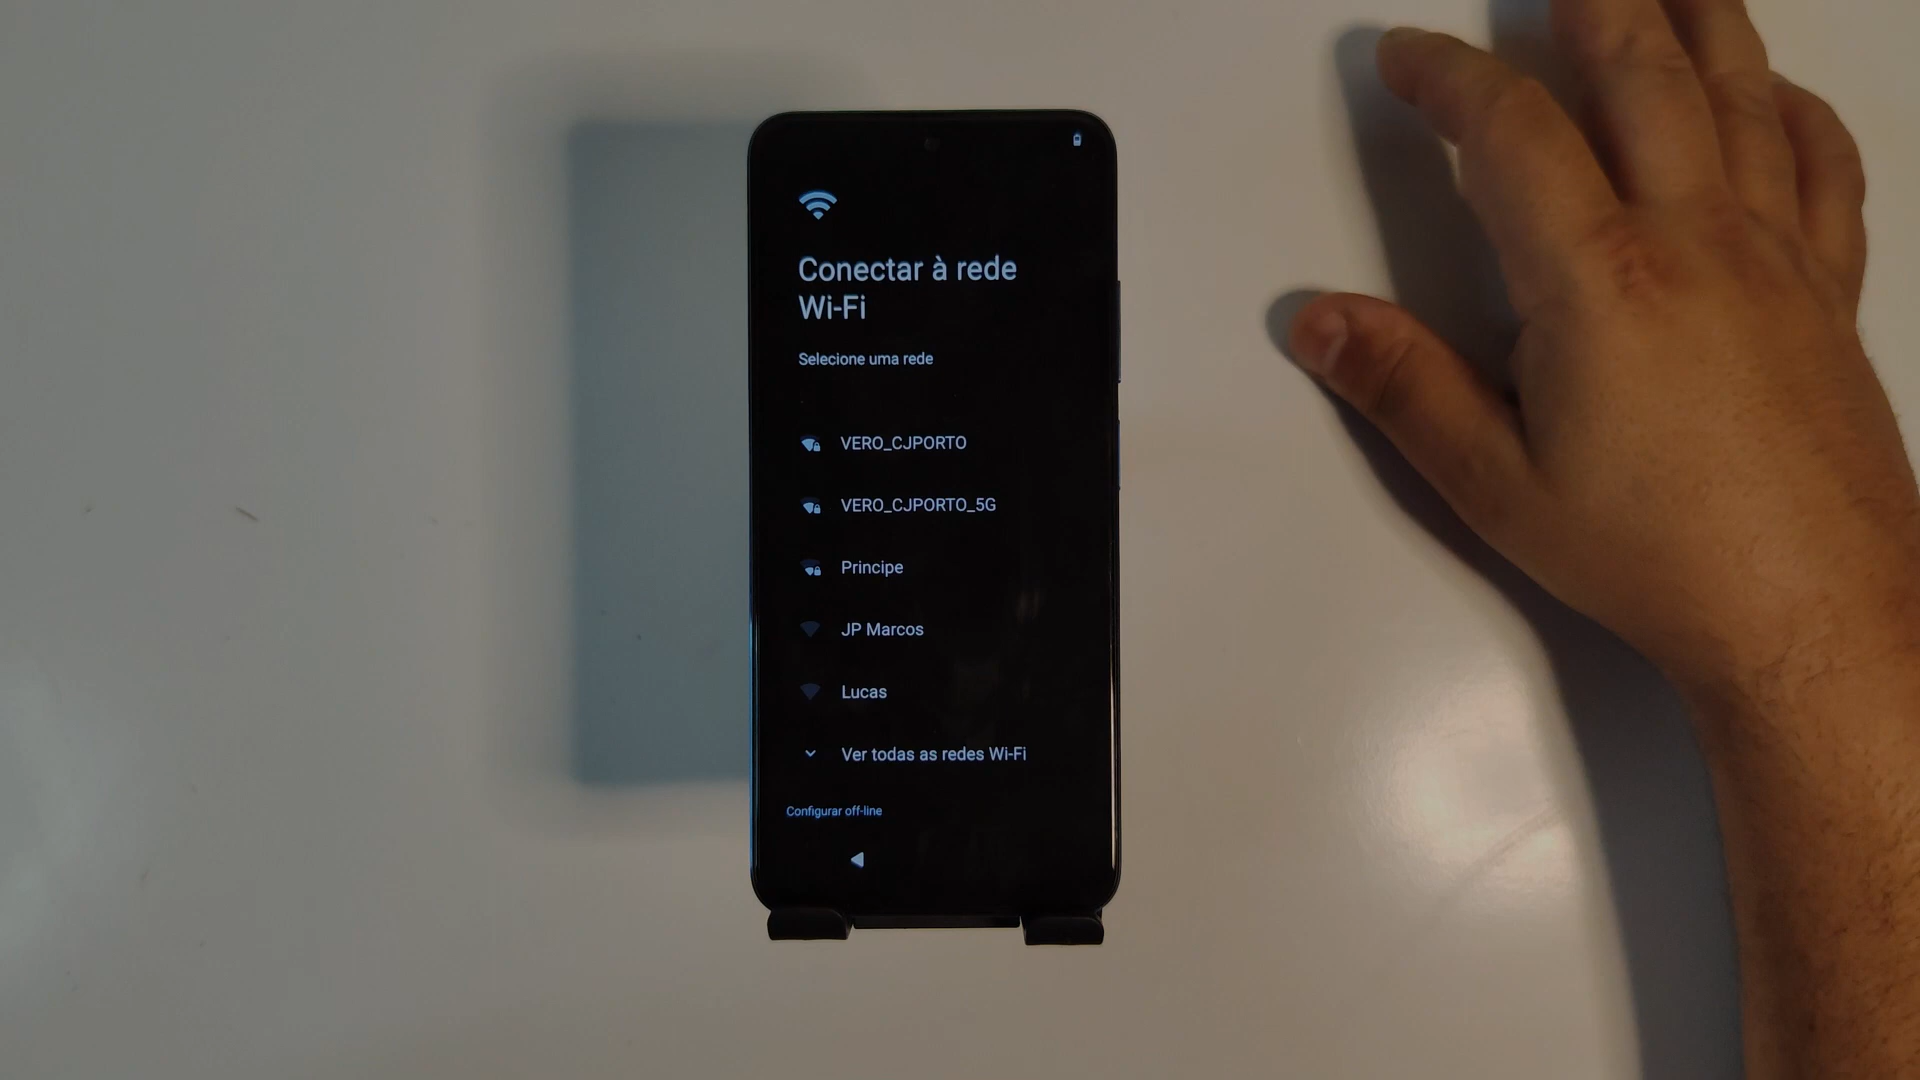 Conectar à rede
Wi-Fi
Selecione uma rede
VERO_CJPORTO
VERO_CJPORTO_5G
Principe
JP Marcos
Lucas
Ver todas as redes Wi-Fi
Configurar off-line